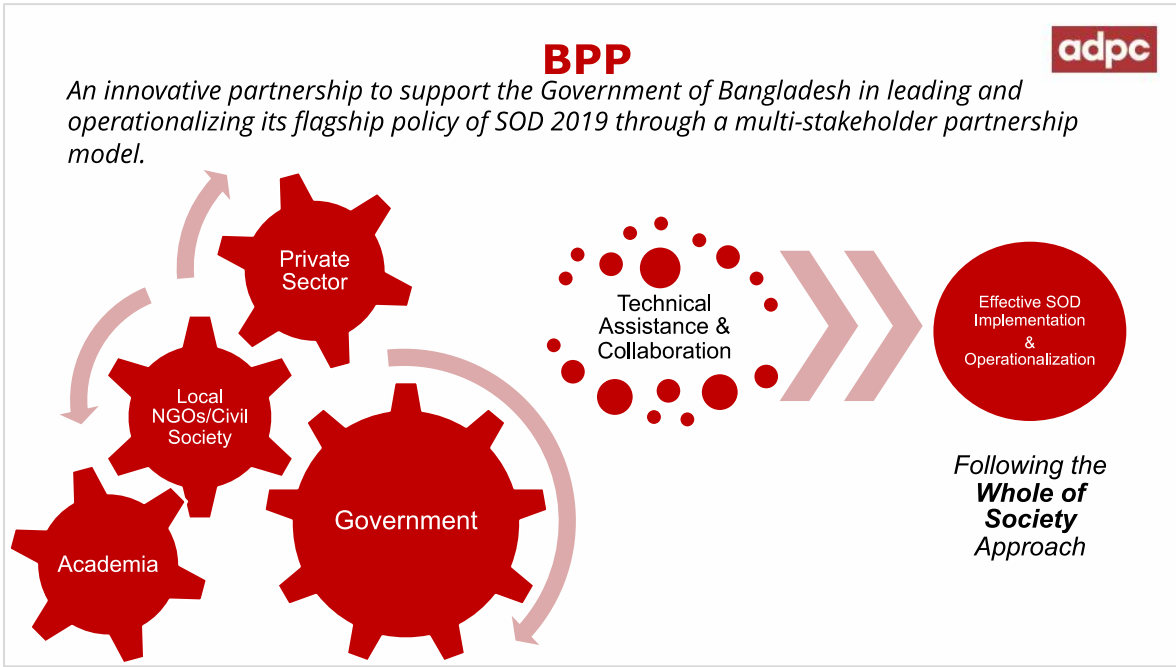 BPP
adpc
An innovative partnership to support the Government of Bangladesh in leading and
operationalizing its flagship policy of SOD 2019 through a multi-stakeholder partnership
model.
Private
Sector
Local
NGOs/Civil
Society
Academia
Government
Technical
Assistance &
Collaboration
Effective SOD
Implementation
&
Operationalization
Following the
Whole of
Society
Approach